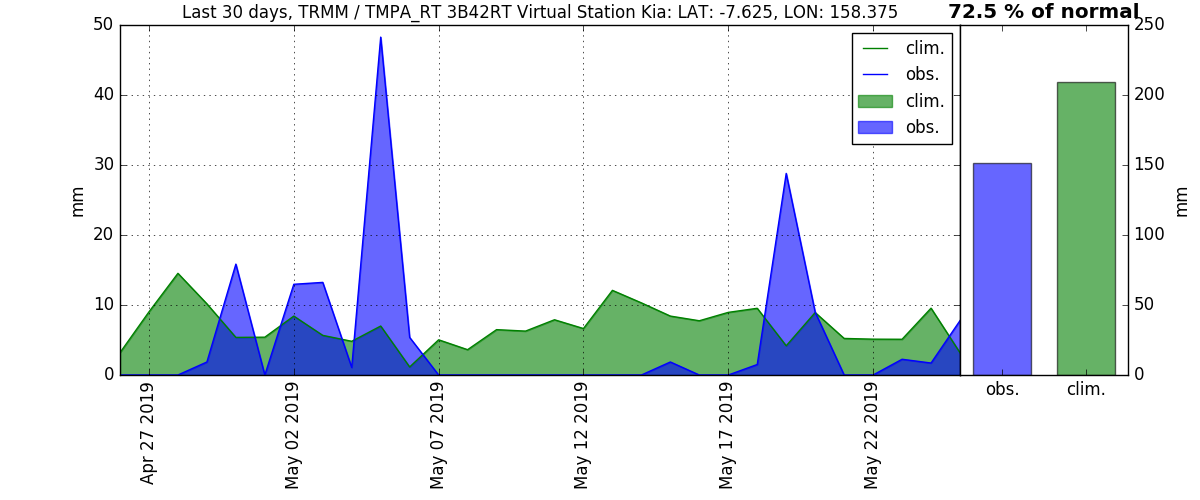 Last 30 days, TRMM / TMPA_RT 3B42RT Virtual Station Kia: LAT: -7.625, LON: 158.375
72.5 % of normal
50
40
30
20
10
0
mm
clim.
obs.
clim.
obs.
Apr 27 2019
May 02 2019
May 07 2019
May 12 2019
May 17 2019
May 22 2019
250
200
150
100
50
0
mm
obs.
clim.